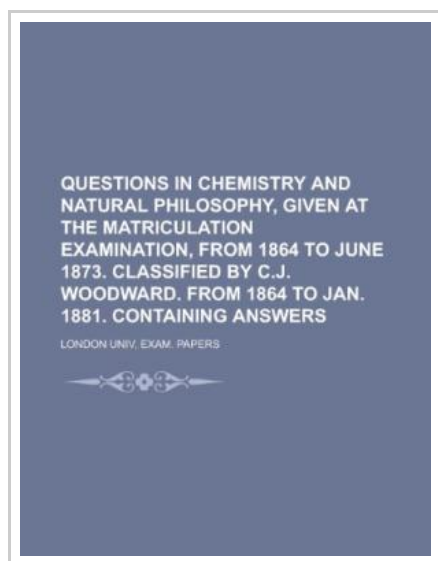 QUESTIONS IN CHEMISTRY AND
NATURAL PHILOSOPHY, GIVEN AT
THE MATRICULATION
EXAMINATION, FROM 1864 TO JUNE
1873. CLASSIFIED BY C.J.
WOODWARD. FROM 1864 TO JAN.
1881. CONTAINING ANSWERS
LONDON UNIV, EXAM. PAPERS